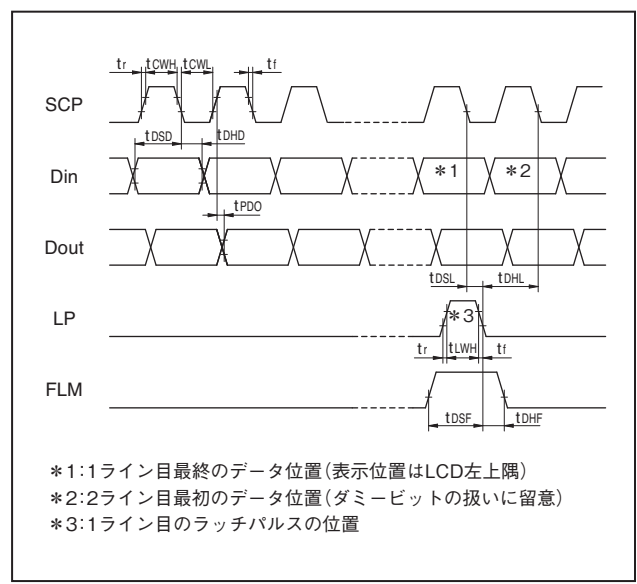 tr tCWH tCWL tf
SCP
tDSD tDHD
Din *1 *2
tPDO
Dout
tDSL tDHL
LP *3
tr tLWH tf
FLM
tDSF tDHF
*1:1ライン目最終のデータ位置(表示位置はLCD左上隅)
*2:2ライン目最初のデータ位置(ダミービットの扱いに留意)
*3:1ライン目のラッチパルスの位置